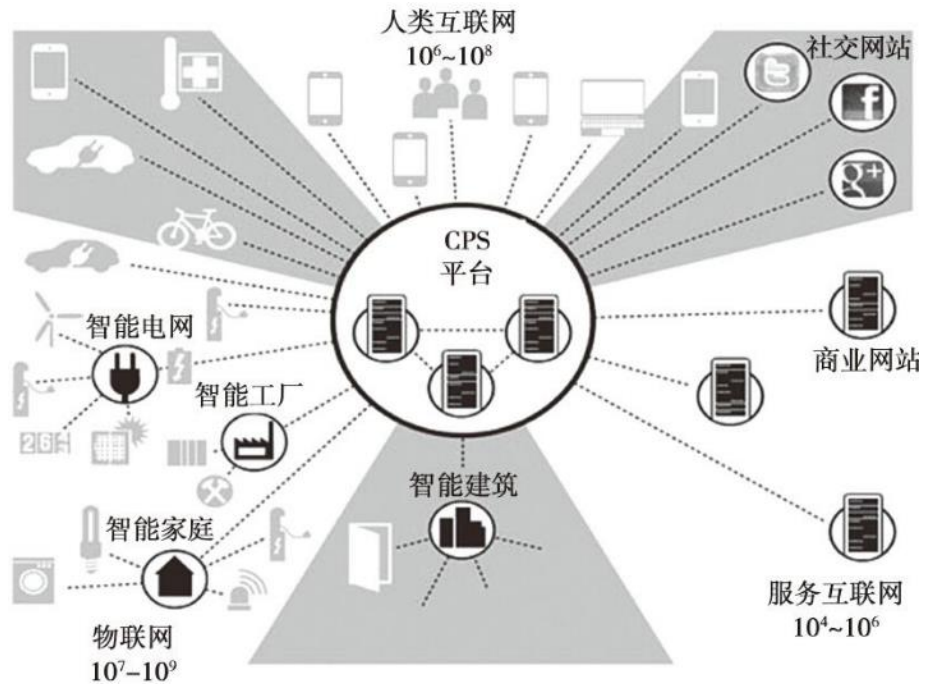 人类互联网
10⁶~10⁸
社交网站
f
g+
CPS
平台
智能电网
商业网站
智能工厂
26
智能建筑
智能家庭
服务互联网
10⁴~10⁶
物联网
10⁷–10⁹